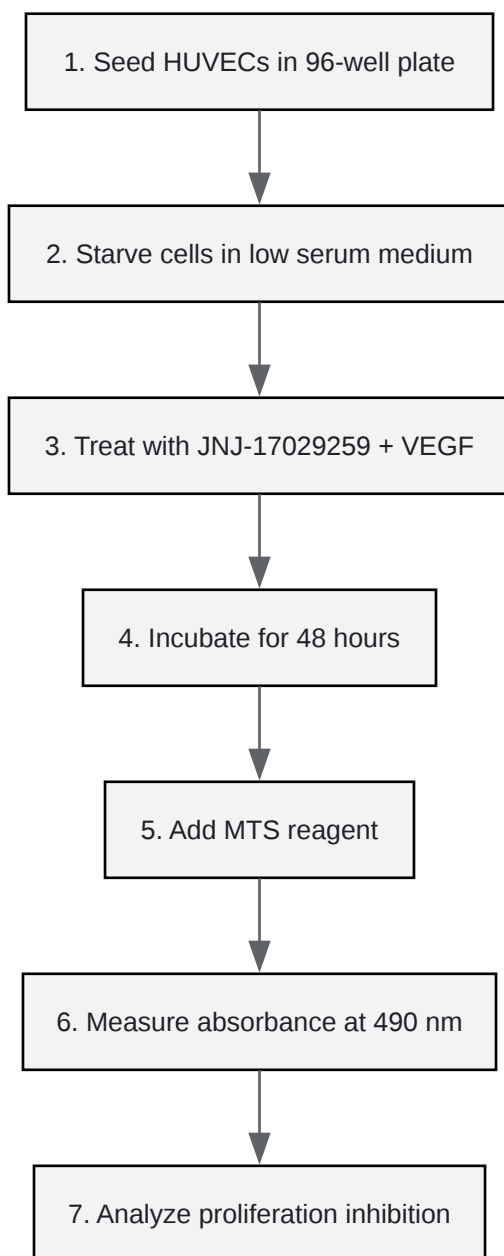 1. Seed HUVECs in 96-well plate
2. Starve cells in low serum medium
3. Treat with JNJ-17029259 + VEGF
4. Incubate for 48 hours
5. Add MTS reagent
6. Measure absorbance at 490 nm
7. Analyze proliferation inhibition